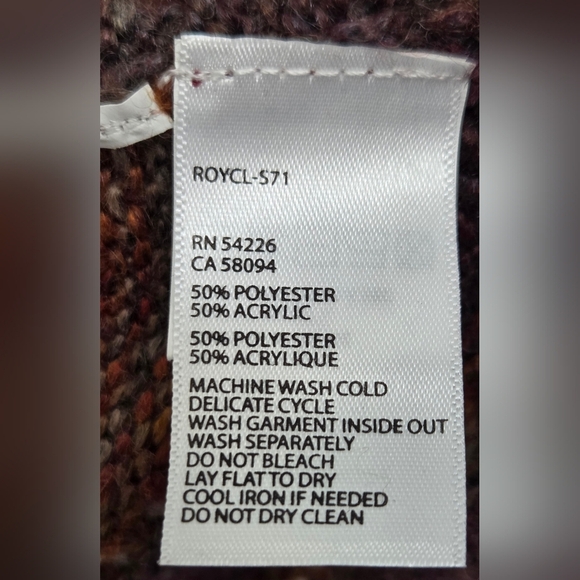 ROYCL-S71
RN 54226
CA 58094
50% POLYESTER
50% ACRYLIC
50% POLYESTER
50% ACRYLIQUE
MACHINE WASH COLD
DELICATE CYCLE
WASH GARMENT INSIDE OUT
WASH SEPARATELY
DO NOT BLEACH
LAY FLAT TO DRY
COOL IRON IF NEEDED
DO NOT DRY CLEAN